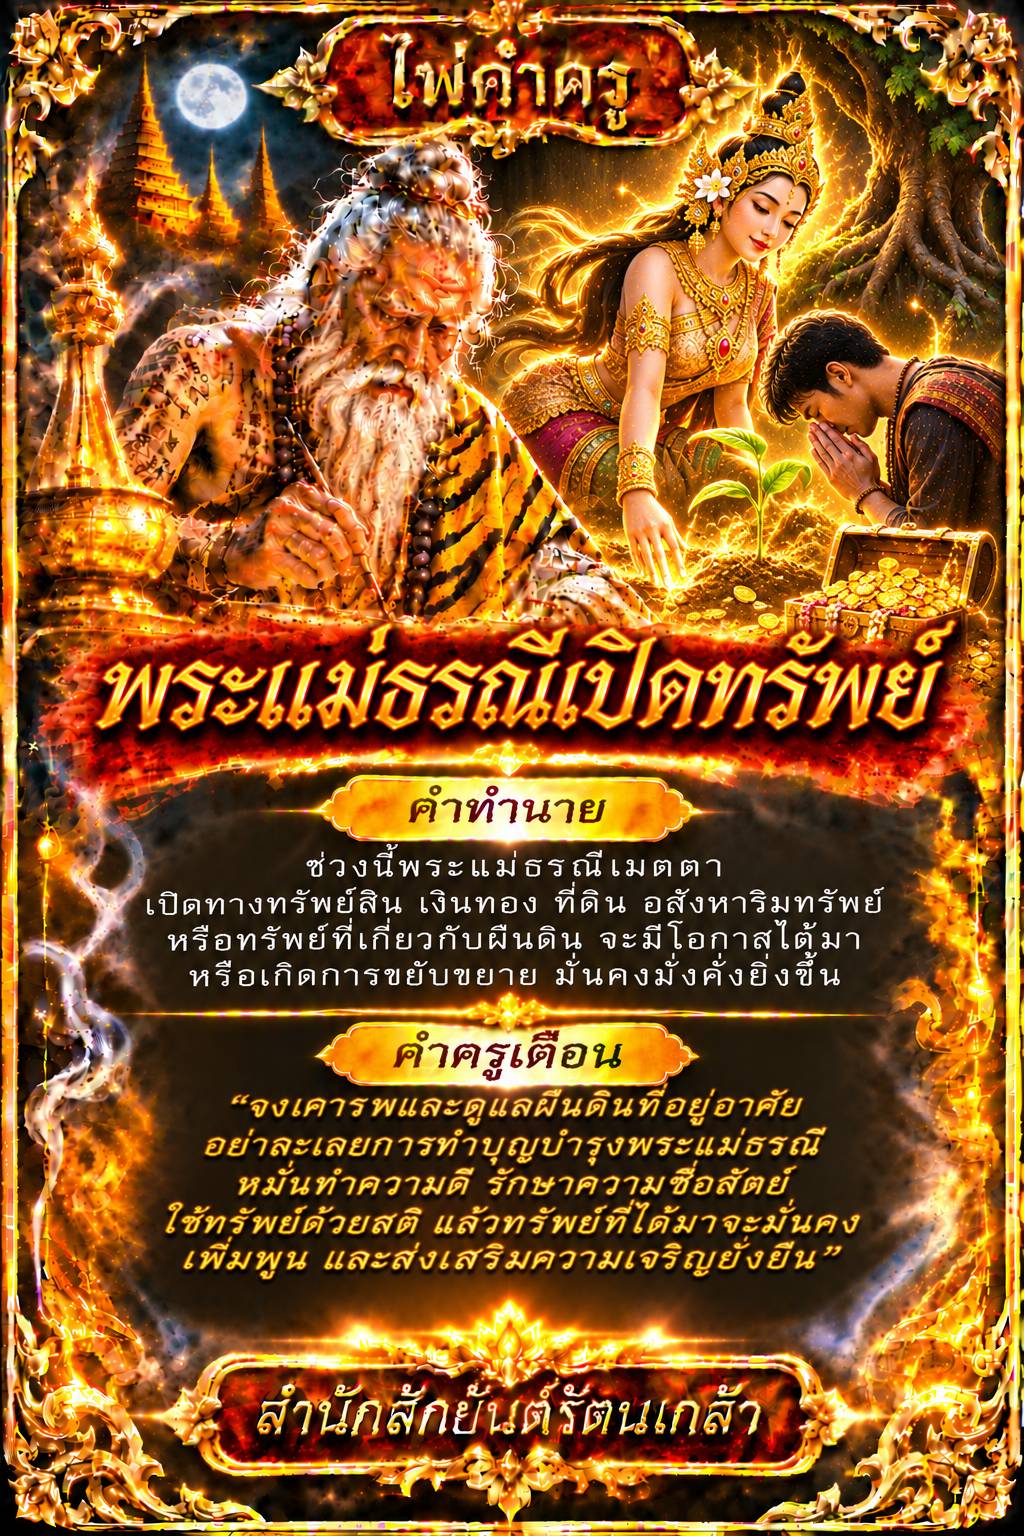 ไพ่คำครู
พระแม่ธรณีเปิดทรัพย์
คำทำนาย
ช่วงนี้พระแม่ธรณีเมตตา
เปิดทางทรัพย์สิน เงินทอง ที่ดิน อสังหาริมทรัพย์
หรือทรัพย์ที่เกี่ยวกับผืนดิน จะมีโอกาสได้มา
หรือเกิดการขยับขยาย มั่นคงมั่งคั่งยิ่งขึ้น
คำครูเตือน
“จงเคารพและดูแลผืนดินที่อยู่อาศัย
อย่าละเลยการทำบุญบำรุงพระแม่ธรณี
หมั่นทำความดี รักษาความซื่อสัตย์
ใช้ทรัพย์ด้วยสติ แล้วทรัพย์ที่ได้มาจะมั่นคง
เพิ่มพูน และส่งเสริมความเจริญยั่งยืน”
สำนักสักยันต์รัตนเกล้า